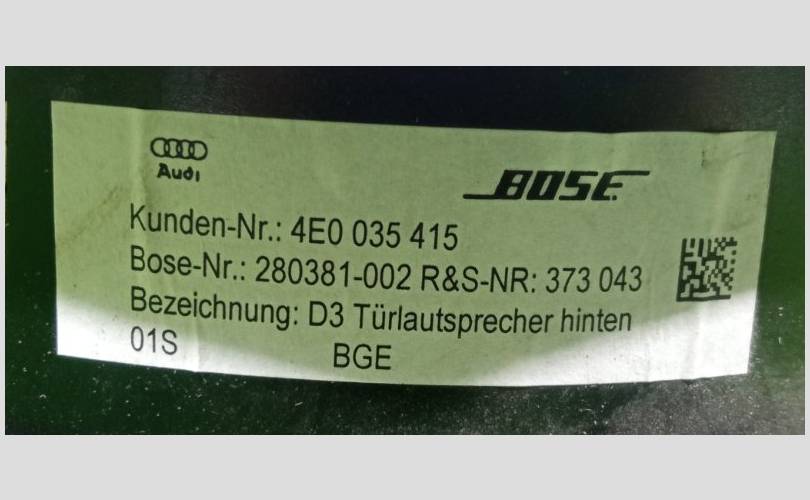 Audi
BOSE
Kunden-Nr.: 4E0 035 415
Bose-Nr.: 280381-002 R&S-NR: 373 043
Bezeichnung: D3 Türlautsprecher hinten
01S BGE